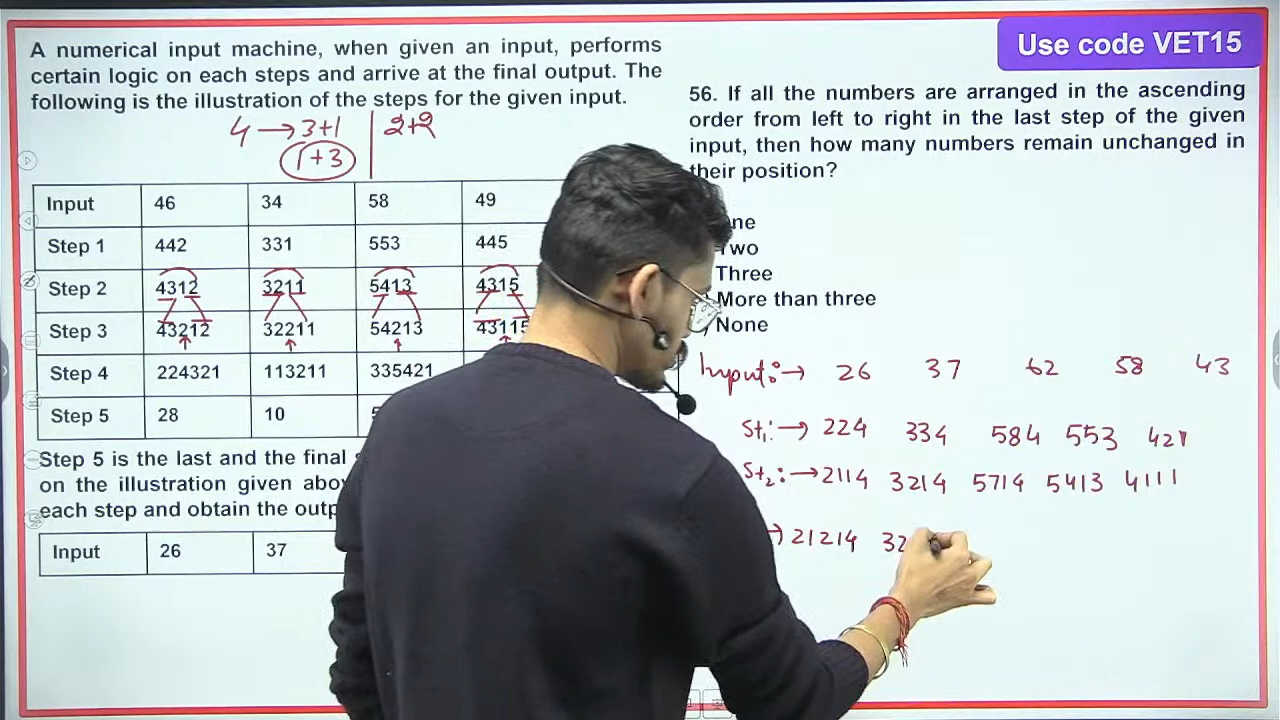 A numerical input machine, when given an input, performs
certain logic on each steps and arrive at the final output. The
following is the illustration of the steps for the given input.
4 → 3+1 | 2+2
1+3
Input 46 34 58 49
Step 1 442 331 553 445
Step 2 4312 3211 5413 4315
Step 3 43212 32211 54213 43115
Step 4 224321 113211 335421
Step 5 28 10
Step 5 is the last and the final
on the illustration given
each step and obtain the
Input 26 37
Use code VET15
56. If all the numbers are arranged in the ascending
order from left to right in the last step of the given
input, then how many numbers remain unchanged in
their position?
Three
More than three
None
Input:→ 26 37 62 58 43
St1:→ 224 334 584 553 421
St2:→ 2114 3214 5714 5413 4111
→ 21214 32